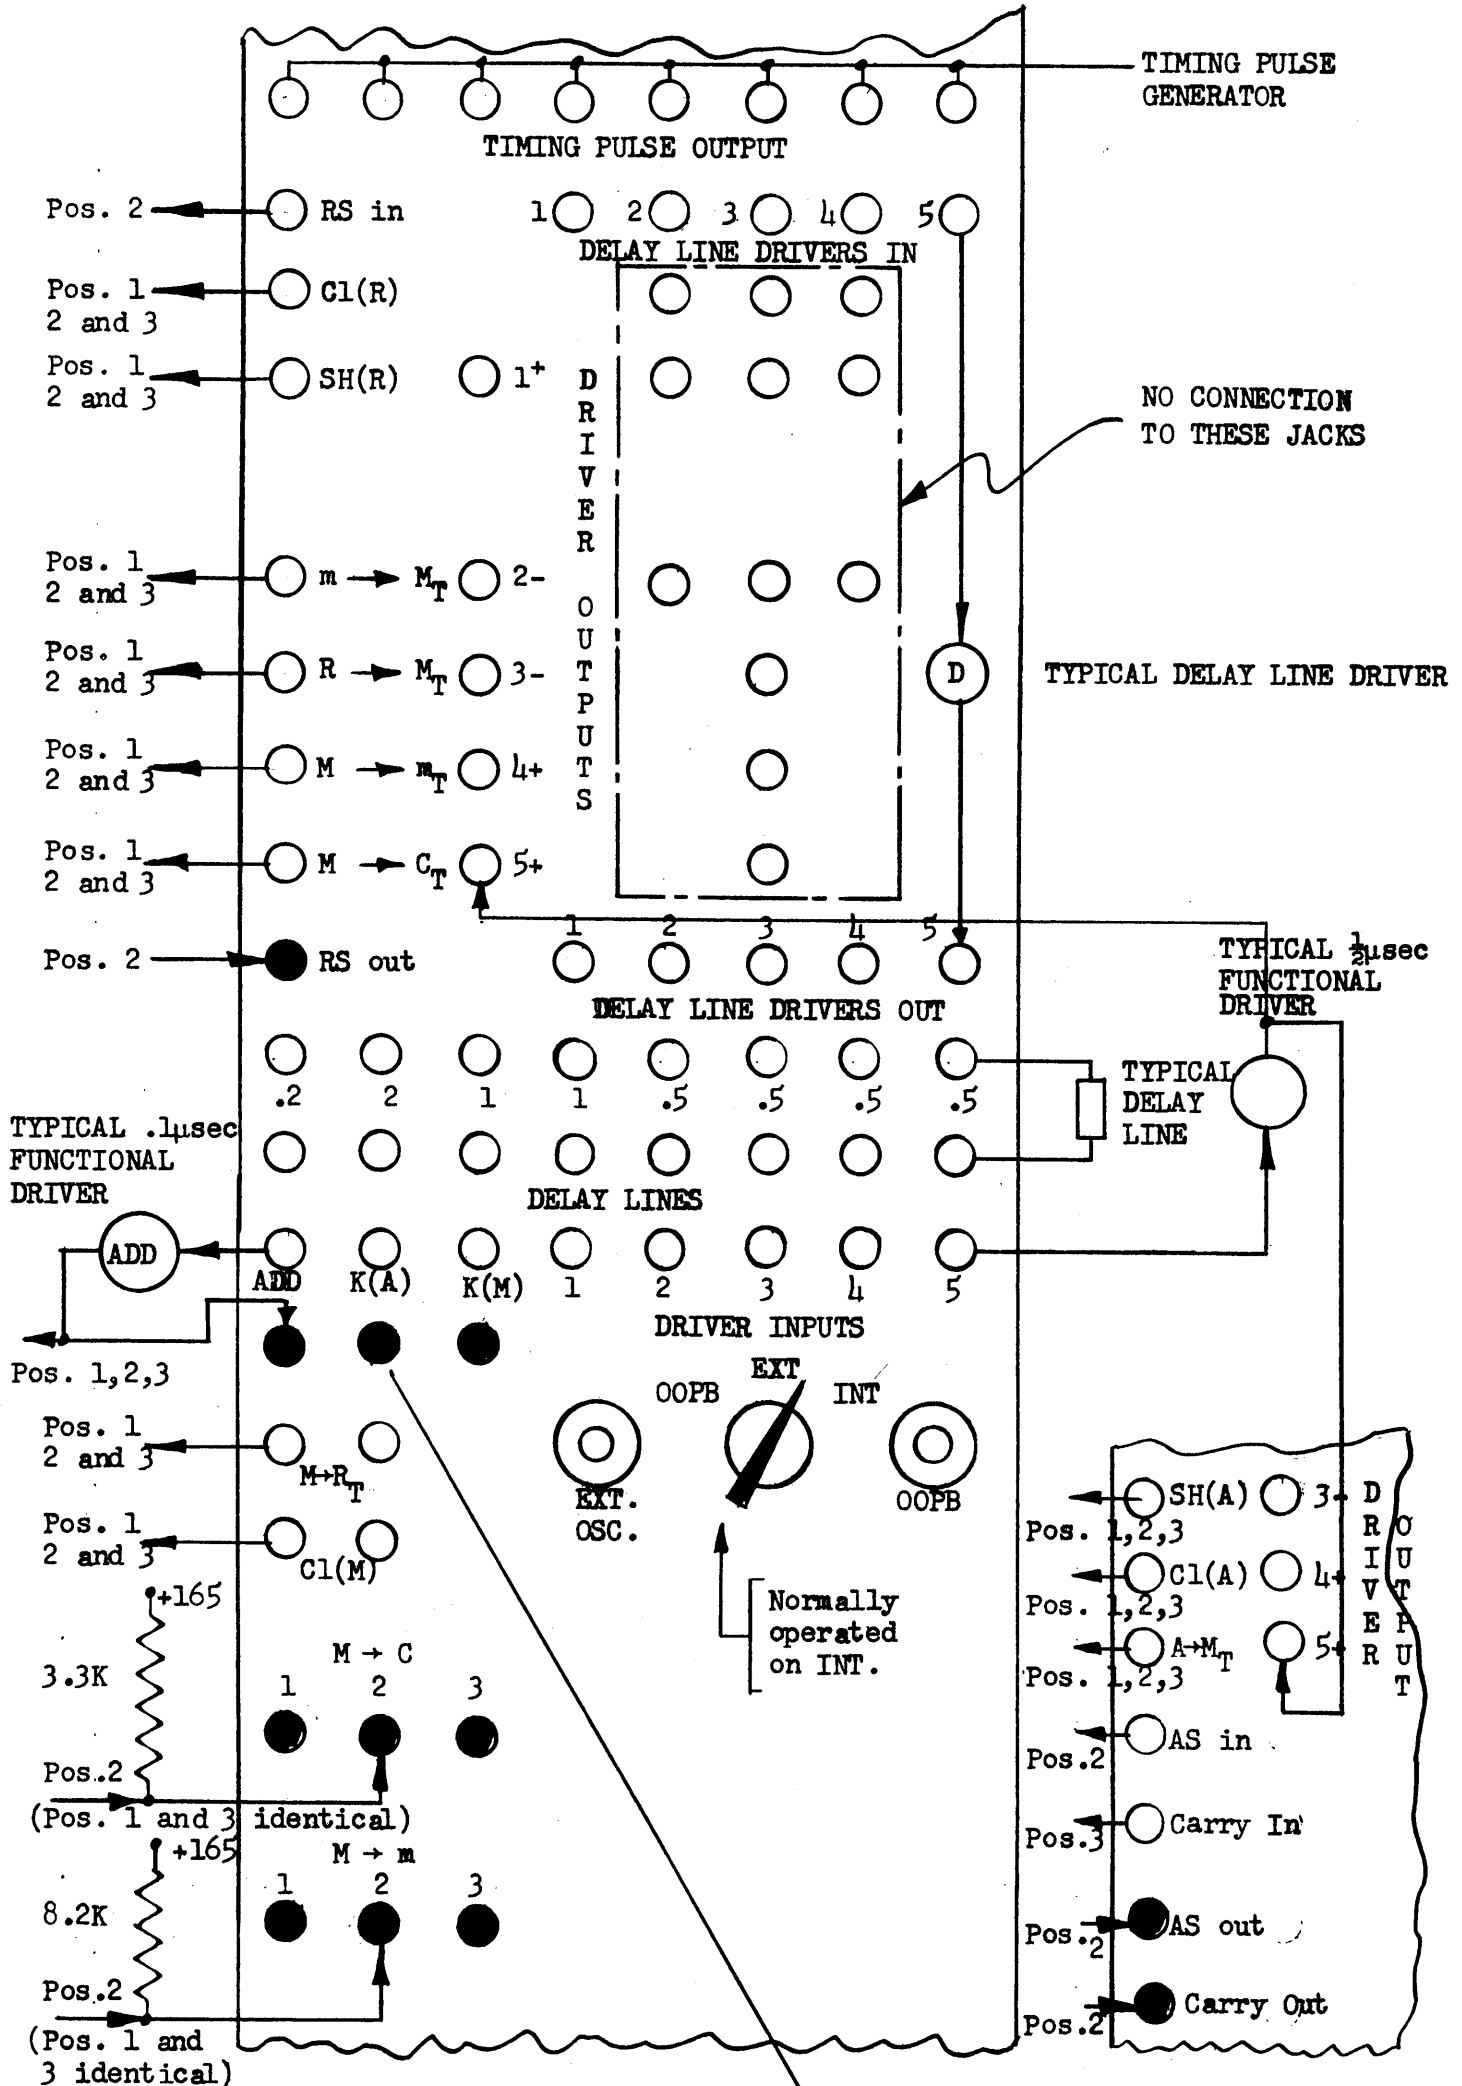 TIMING PULSE
GENERATOR
TIMING PULSE OUTPUT
Pos. 2
RS in
1 2 3 4 5
DELAY LINE DRIVERS IN
Pos. 1
2 and 3
Cl(R)
Pos. 1
2 and 3
SH(R)
1+
DRIVER OUTPUTS
NO CONNECTION
TO THESE JACKS
Pos. 1
2 and 3
m → M_T 2-
Pos. 1
2 and 3
R → M_T 3-
D
TYPICAL DELAY LINE DRIVER
Pos. 1
2 and 3
M → m_T 4+
Pos. 1
2 and 3
M → C_T 5+
Pos. 2
RS out
1 2 3 4 5
DELAY LINE DRIVERS OUT
TYPICAL ½µsec
FUNCTIONAL
DRIVER
.2 2 1 1 .5 .5 .5 .5
TYPICAL
DELAY
LINE
TYPICAL .1µsec
FUNCTIONAL
DRIVER
DELAY LINES
ADD
ADD K(A) K(M) 1 2 3 4 5
DRIVER INPUTS
Pos. 1,2,3
OOPB EXT INT
Pos. 1
2 and 3
M→R_T
EXT.
OSC.
OOPB
Pos. 1
2 and 3
Cl(M)
Normally
operated
on INT.
+165
3.3K
M → C
1 2 3
Pos.2
(Pos. 1 and 3 identical)
+165
8.2K
M → m
1 2 3
Pos.2
(Pos. 1 and
3 identical)
SH(A) 3+
Pos. 1,2,3
Cl(A) 4+
Pos. 1,2,3
A→M_T 5+
Pos. 1,2,3
DRIVER OUTPUT
AS in
Pos.2
Carry In
Pos.3
AS out
Pos.2
Carry Out
Pos.2